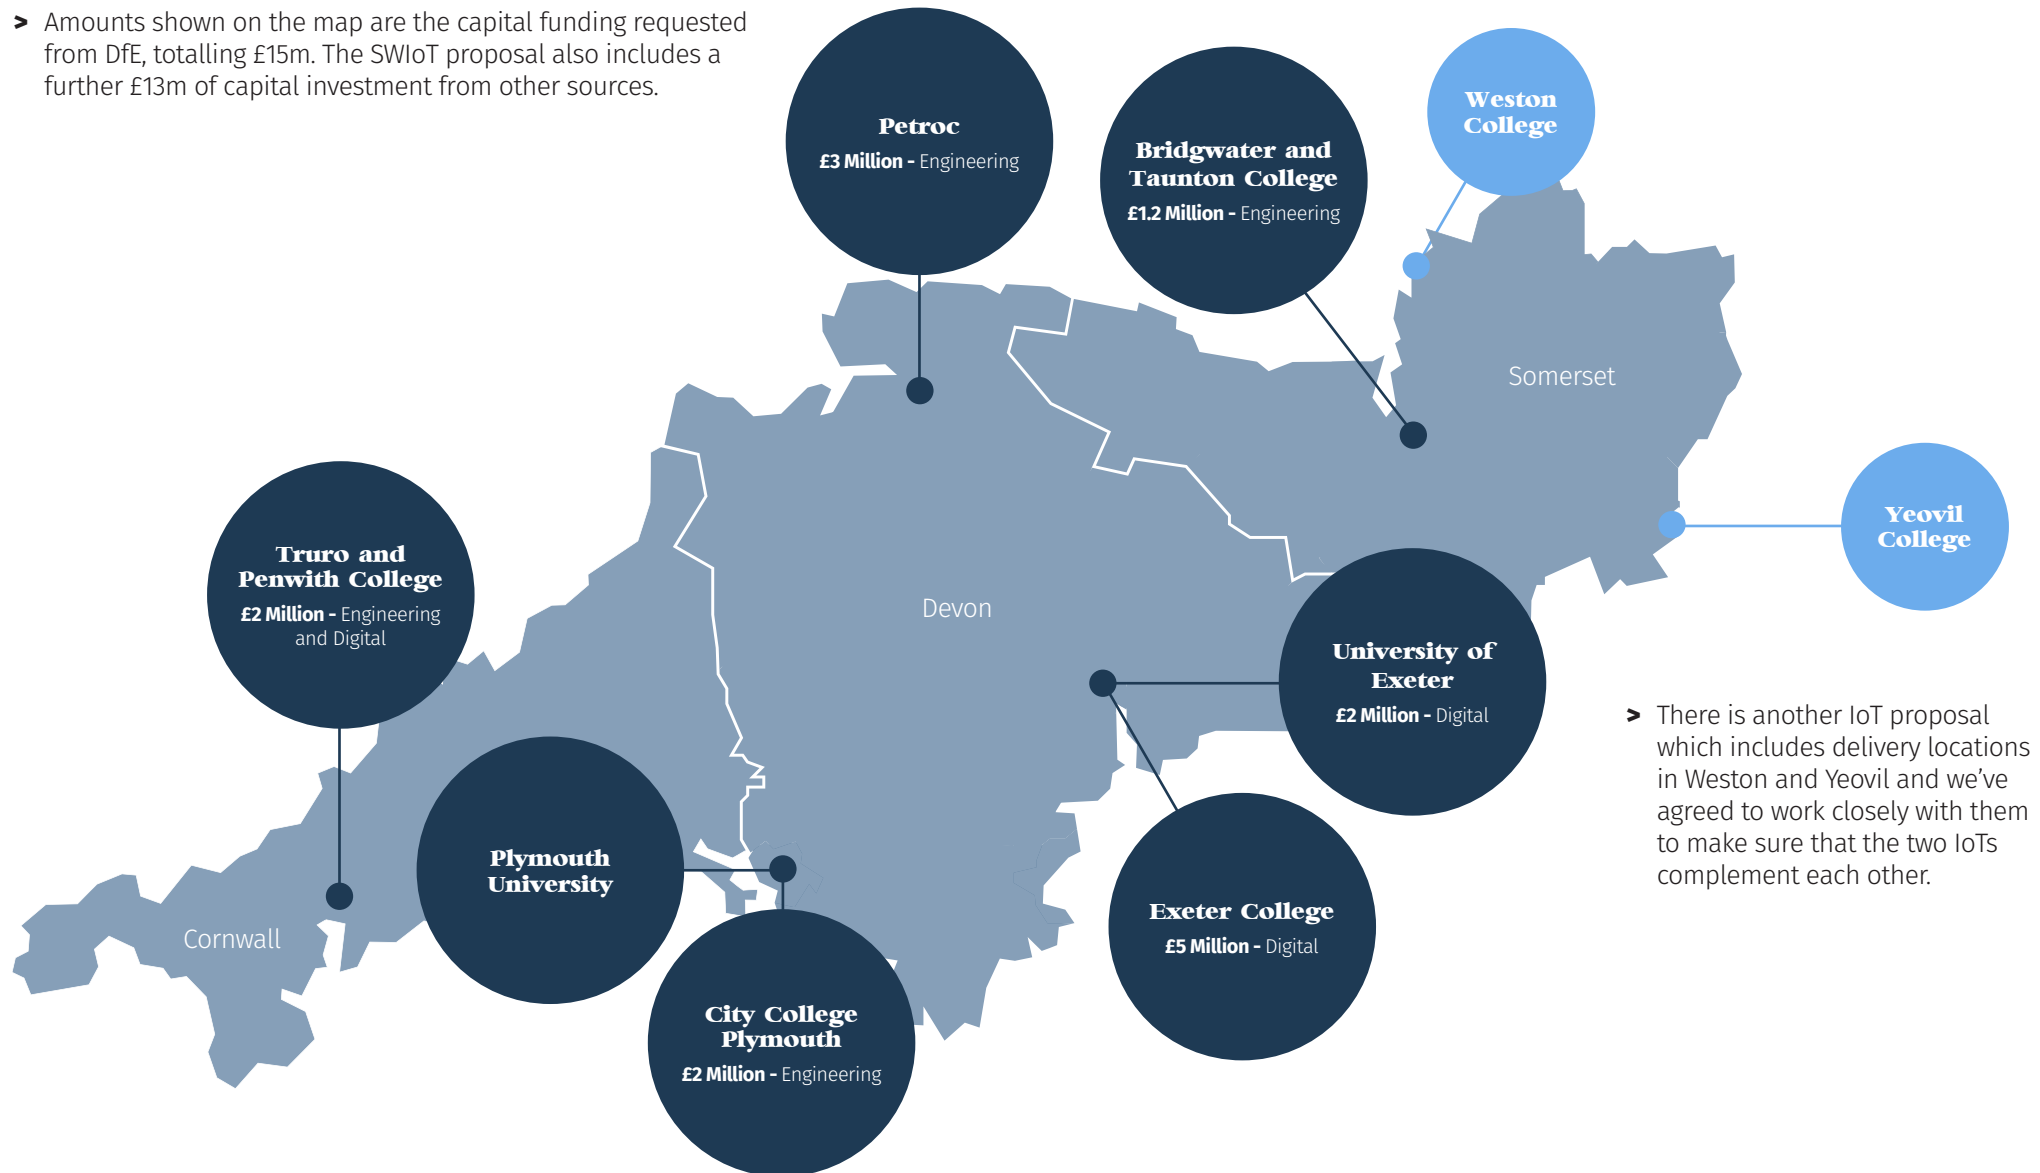 > Amounts shown on the map are the capital funding requested
from DfE, totalling £15m. The SWIoT proposal also includes a
further £13m of capital investment from other sources.
Petroc
£3 Million - Engineering
Bridgwater and
Taunton College
£1.2 Million - Engineering
Weston
College
Somerset
Yeovil
College
Truro and
Penwith College
£2 Million - Engineering
and Digital
Devon
University of
Exeter
£2 Million - Digital
> There is another IoT proposal
which includes delivery locations
in Weston and Yeovil and we’ve
agreed to work closely with them
to make sure that the two IoTs
complement each other.
Plymouth
University
Exeter College
£5 Million - Digital
Cornwall
City College
Plymouth
£2 Million - Engineering